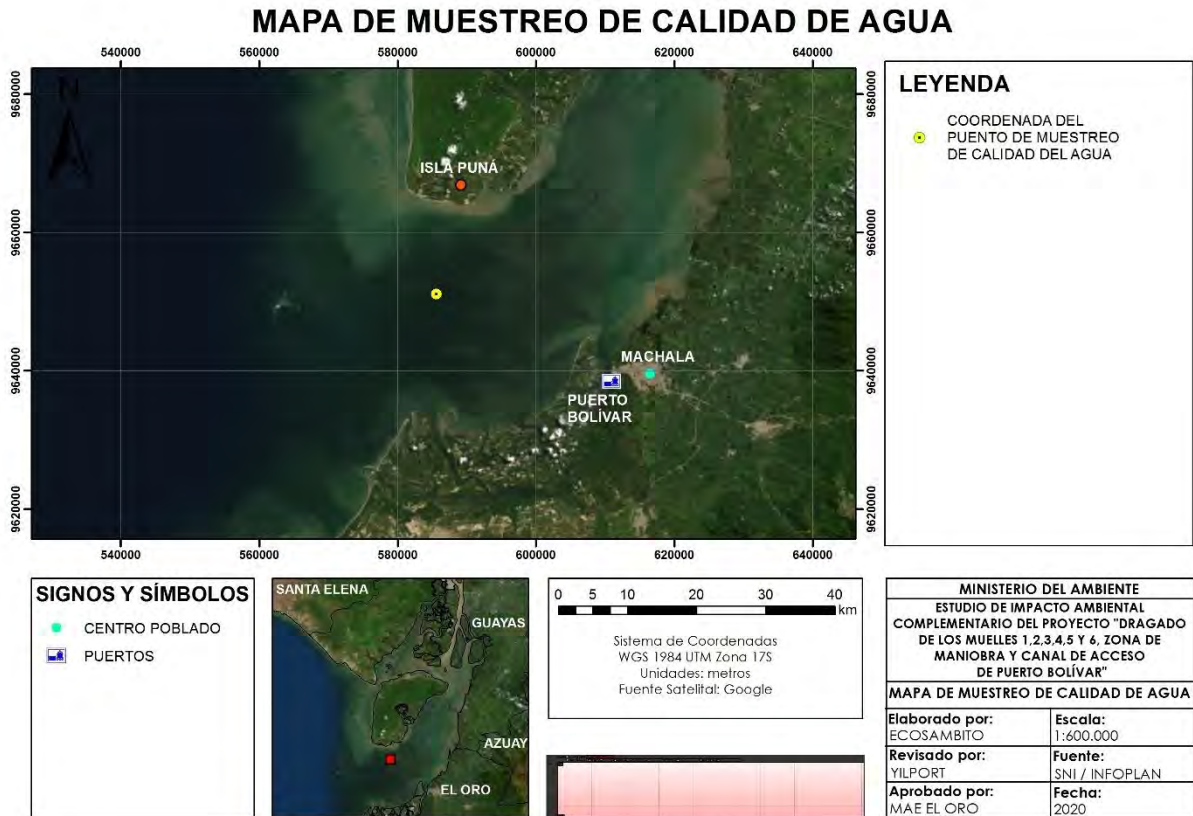 MAPA DE MUESTREO DE CALIDAD DE AGUA
540000 560000 580000 600000 620000 640000
9680000 9680000
N
ISLA PUNÁ
9660000 9660000
MACHALA
9640000 9640000
PUERTO
BOLÍVAR
9620000 9620000
540000 560000 580000 600000 620000 640000
LEYENDA
COORDENADA DEL
PUENTO DE MUESTREO
DE CALIDAD DEL AGUA
SIGNOS Y SÍMBOLOS
CENTRO POBLADO
PUERTOS
SANTA ELENA
GUAYAS
AZUAY
EL ORO
0 5 10 20 30 40
km
Sistema de Coordenadas
WGS 1984 UTM Zona 17S
Unidades: metros
Fuente Satelital: Google
MINISTERIO DEL AMBIENTE
ESTUDIO DE IMPACTO AMBIENTAL
COMPLEMENTARIO DEL PROYECTO "DRAGADO
DE LOS MUELLES 1,2,3,4,5 Y 6, ZONA DE
MANIOBRA Y CANAL DE ACCESO
DE PUERTO BOLÍVAR"
MAPA DE MUESTREO DE CALIDAD DE AGUA
Elaborado por: Escala:
ECOSAMBITO 1:600.000
Revisado por: Fuente:
YILPORT SNI / INFOPLAN
Aprobado por: Fecha:
MAE EL ORO 2020